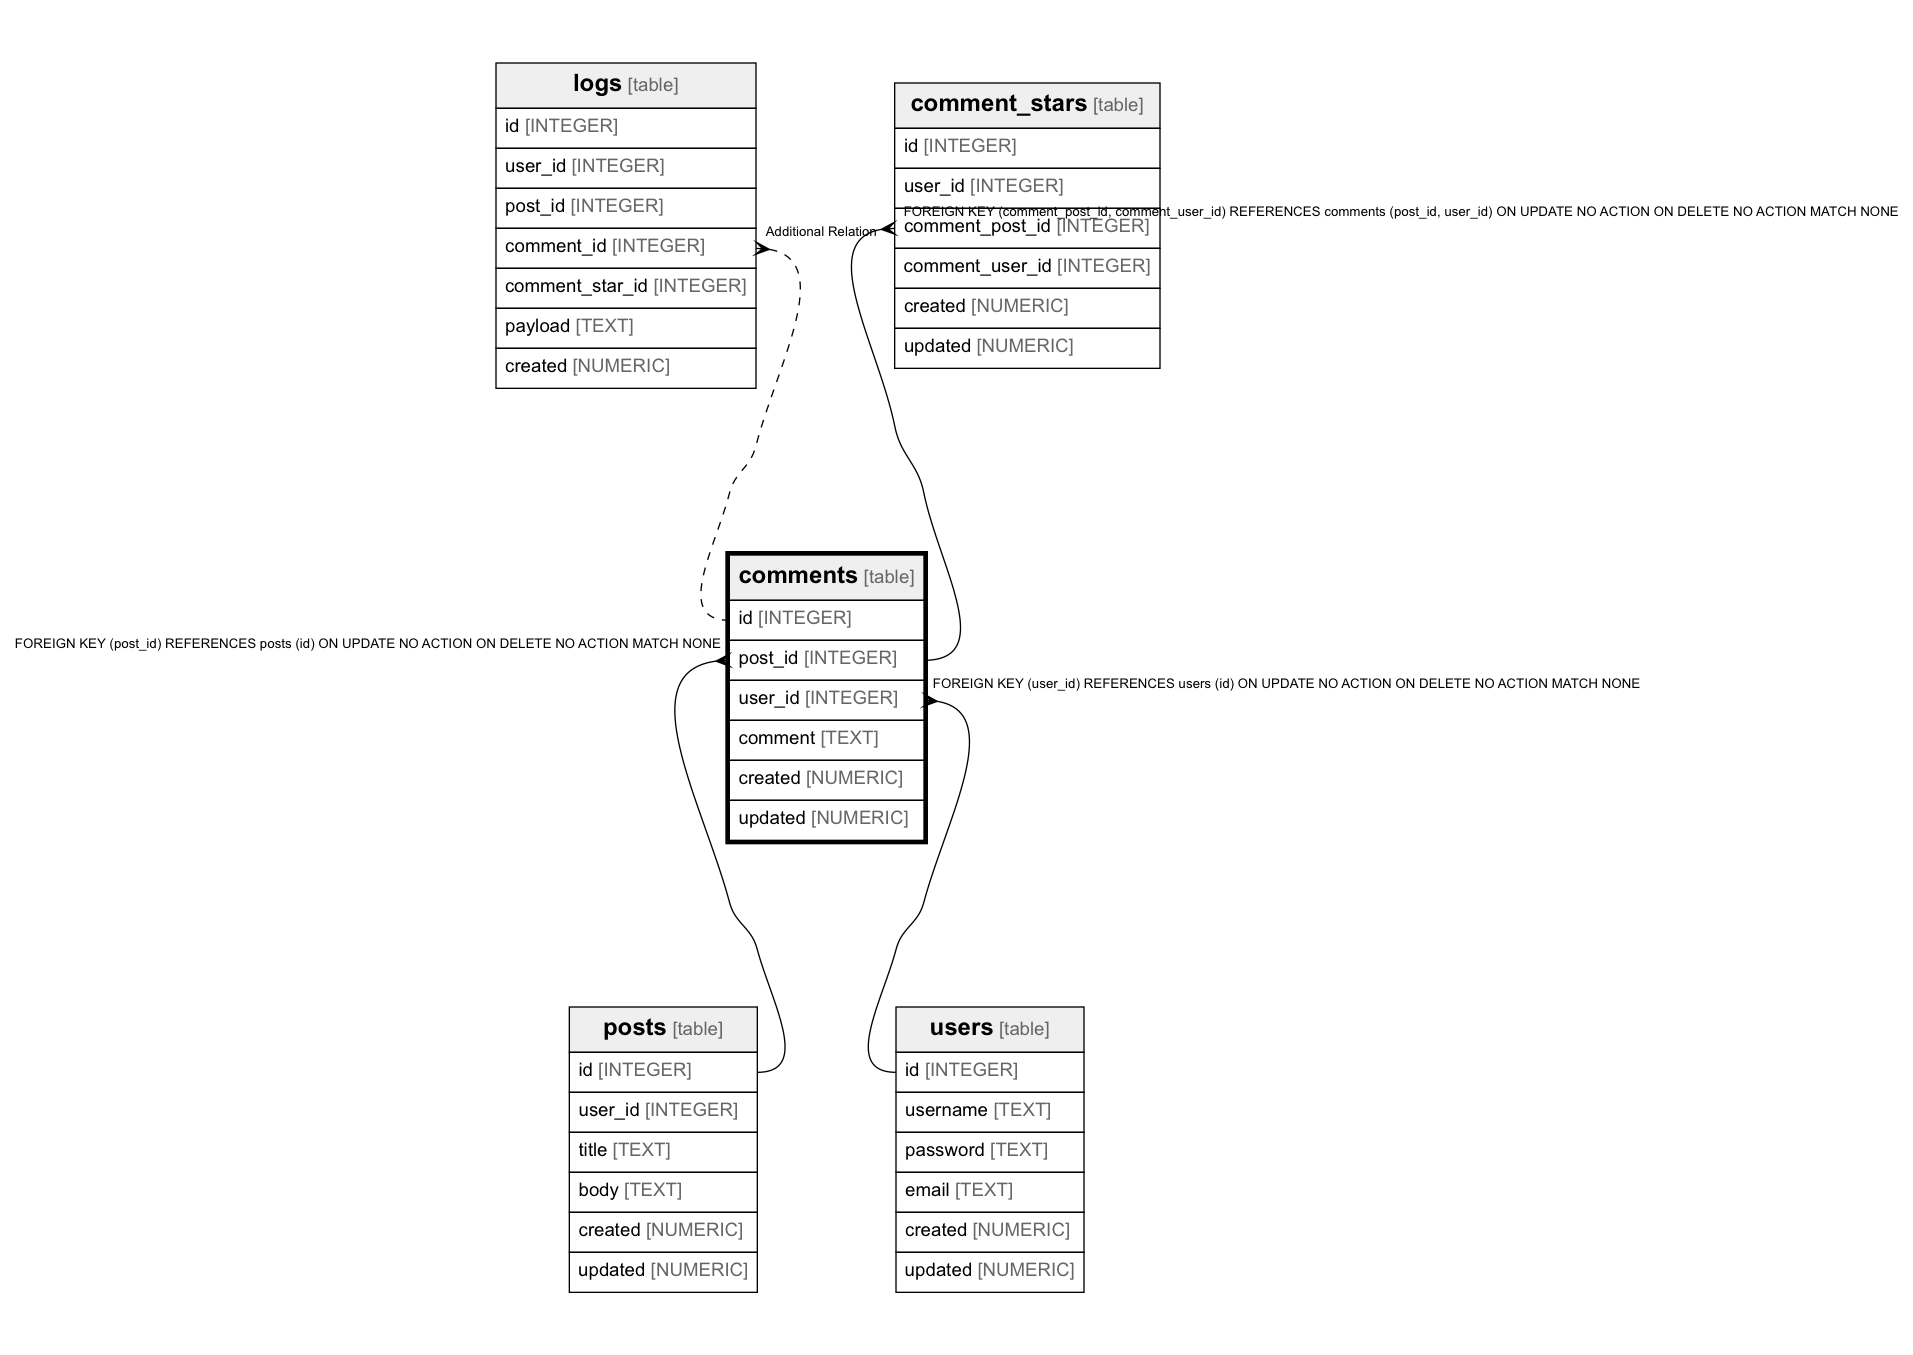 logs [table]
id [INTEGER]
user_id [INTEGER]
post_id [INTEGER]
comment_id [INTEGER]
comment_star_id [INTEGER]
payload [TEXT]
created [NUMERIC]
Additional Relation
comment_stars [table]
id [INTEGER]
user_id [INTEGER]
FOREIGN KEY (comment_post_id, comment_user_id) REFERENCES comments (post_id, user_id) ON UPDATE NO ACTION ON DELETE NO ACTION MATCH NONE
comment_post_id [INTEGER]
comment_user_id [INTEGER]
created [NUMERIC]
updated [NUMERIC]
comments [table]
id [INTEGER]
FOREIGN KEY (post_id) REFERENCES posts (id) ON UPDATE NO ACTION ON DELETE NO ACTION MATCH NONE
post_id [INTEGER]
FOREIGN KEY (user_id) REFERENCES users (id) ON UPDATE NO ACTION ON DELETE NO ACTION MATCH NONE
user_id [INTEGER]
comment [TEXT]
created [NUMERIC]
updated [NUMERIC]
posts [table]
id [INTEGER]
user_id [INTEGER]
title [TEXT]
body [TEXT]
created [NUMERIC]
updated [NUMERIC]
users [table]
id [INTEGER]
username [TEXT]
password [TEXT]
email [TEXT]
created [NUMERIC]
updated [NUMERIC]